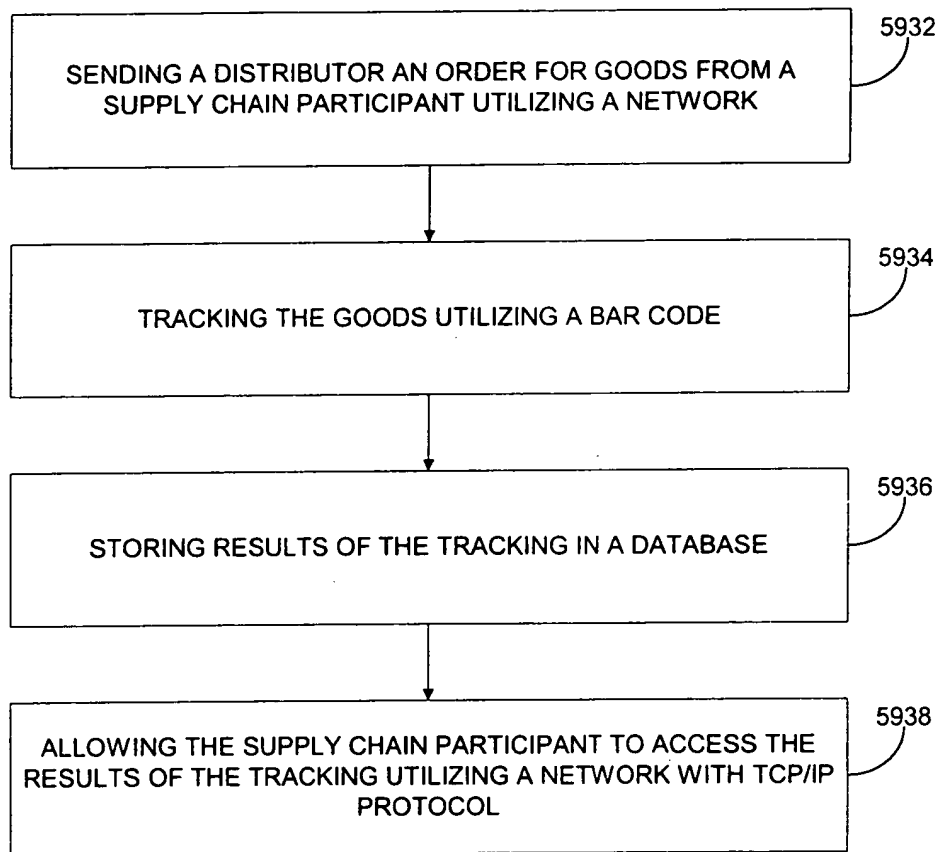 5932
SENDING A DISTRIBUTOR AN ORDER FOR GOODS FROM A
SUPPLY CHAIN PARTICIPANT UTILIZING A NETWORK
5934
TRACKING THE GOODS UTILIZING A BAR CODE
5936
STORING RESULTS OF THE TRACKING IN A DATABASE
5938
ALLOWING THE SUPPLY CHAIN PARTICIPANT TO ACCESS THE
RESULTS OF THE TRACKING UTILIZING A NETWORK WITH TCP/IP
PROTOCOL